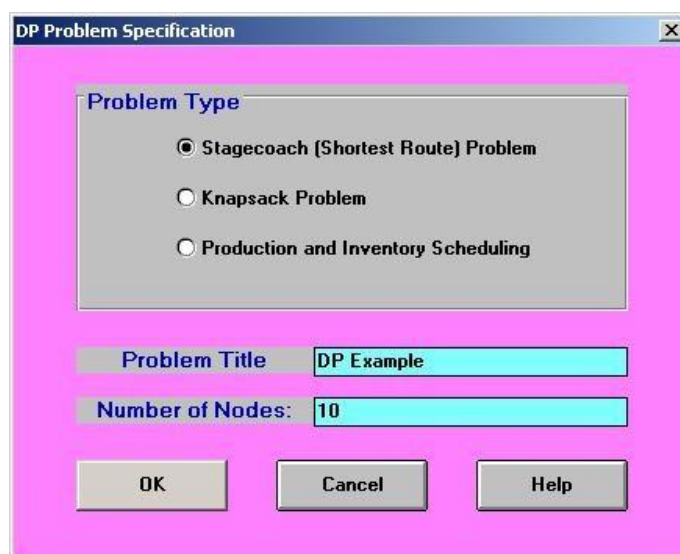 DP Problem Specification
Problem Type
Stagecoach (Shortest Route) Problem
Knapsack Problem
Production and Inventory Scheduling
Problem Title DP Example
Number of Nodes: 10
OK Cancel Help